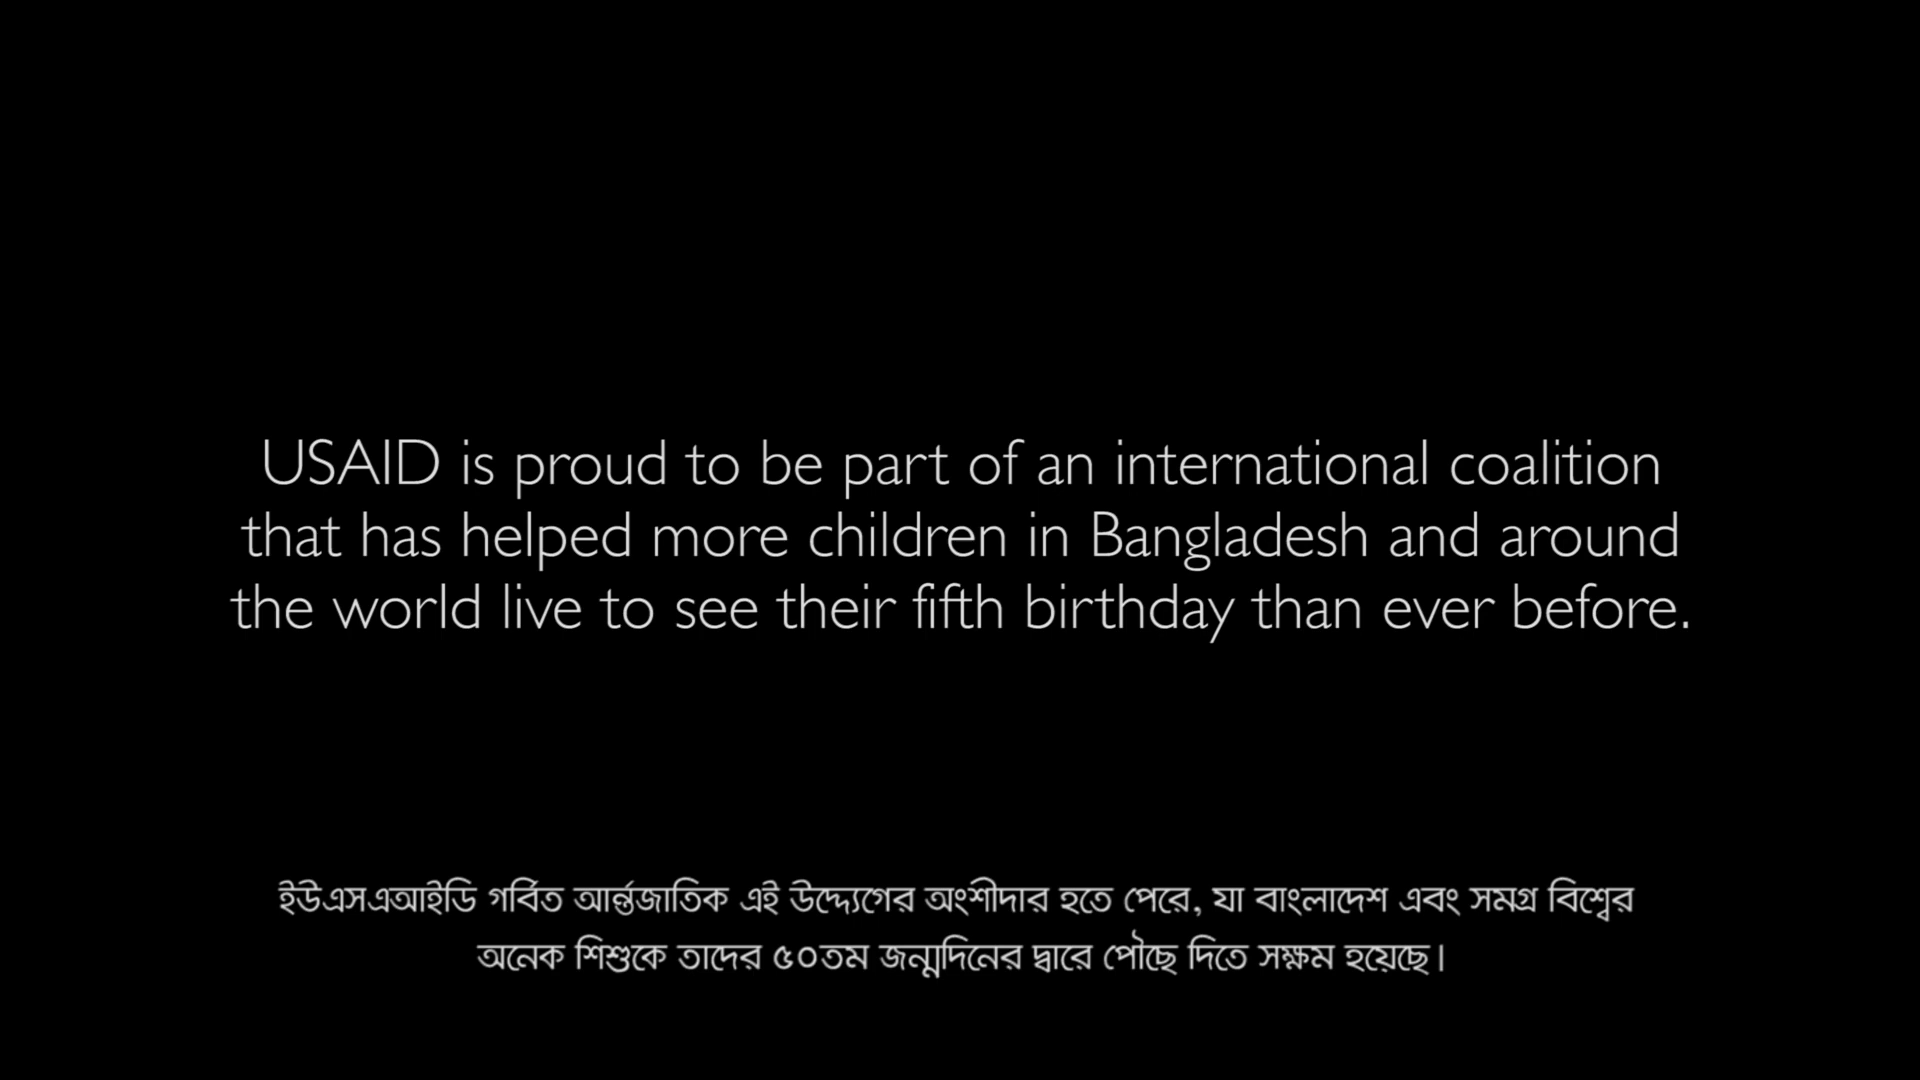 USAID is proud to be part of an international coalition
that has helped more children in Bangladesh and around
the world live to see their fifth birthday than ever before.
ইউএসএআইডি গর্বিত আর্ন্তজাতিক এই উদ্দ্যেগের অংশীদার হতে পেরে, যা বাংলাদেশ এবং সমগ্র বিশ্বের
অনেক শিশুকে তাদের ৫০তম জন্মদিনের দ্বারে পৌছে দিতে সক্ষম হয়েছে।